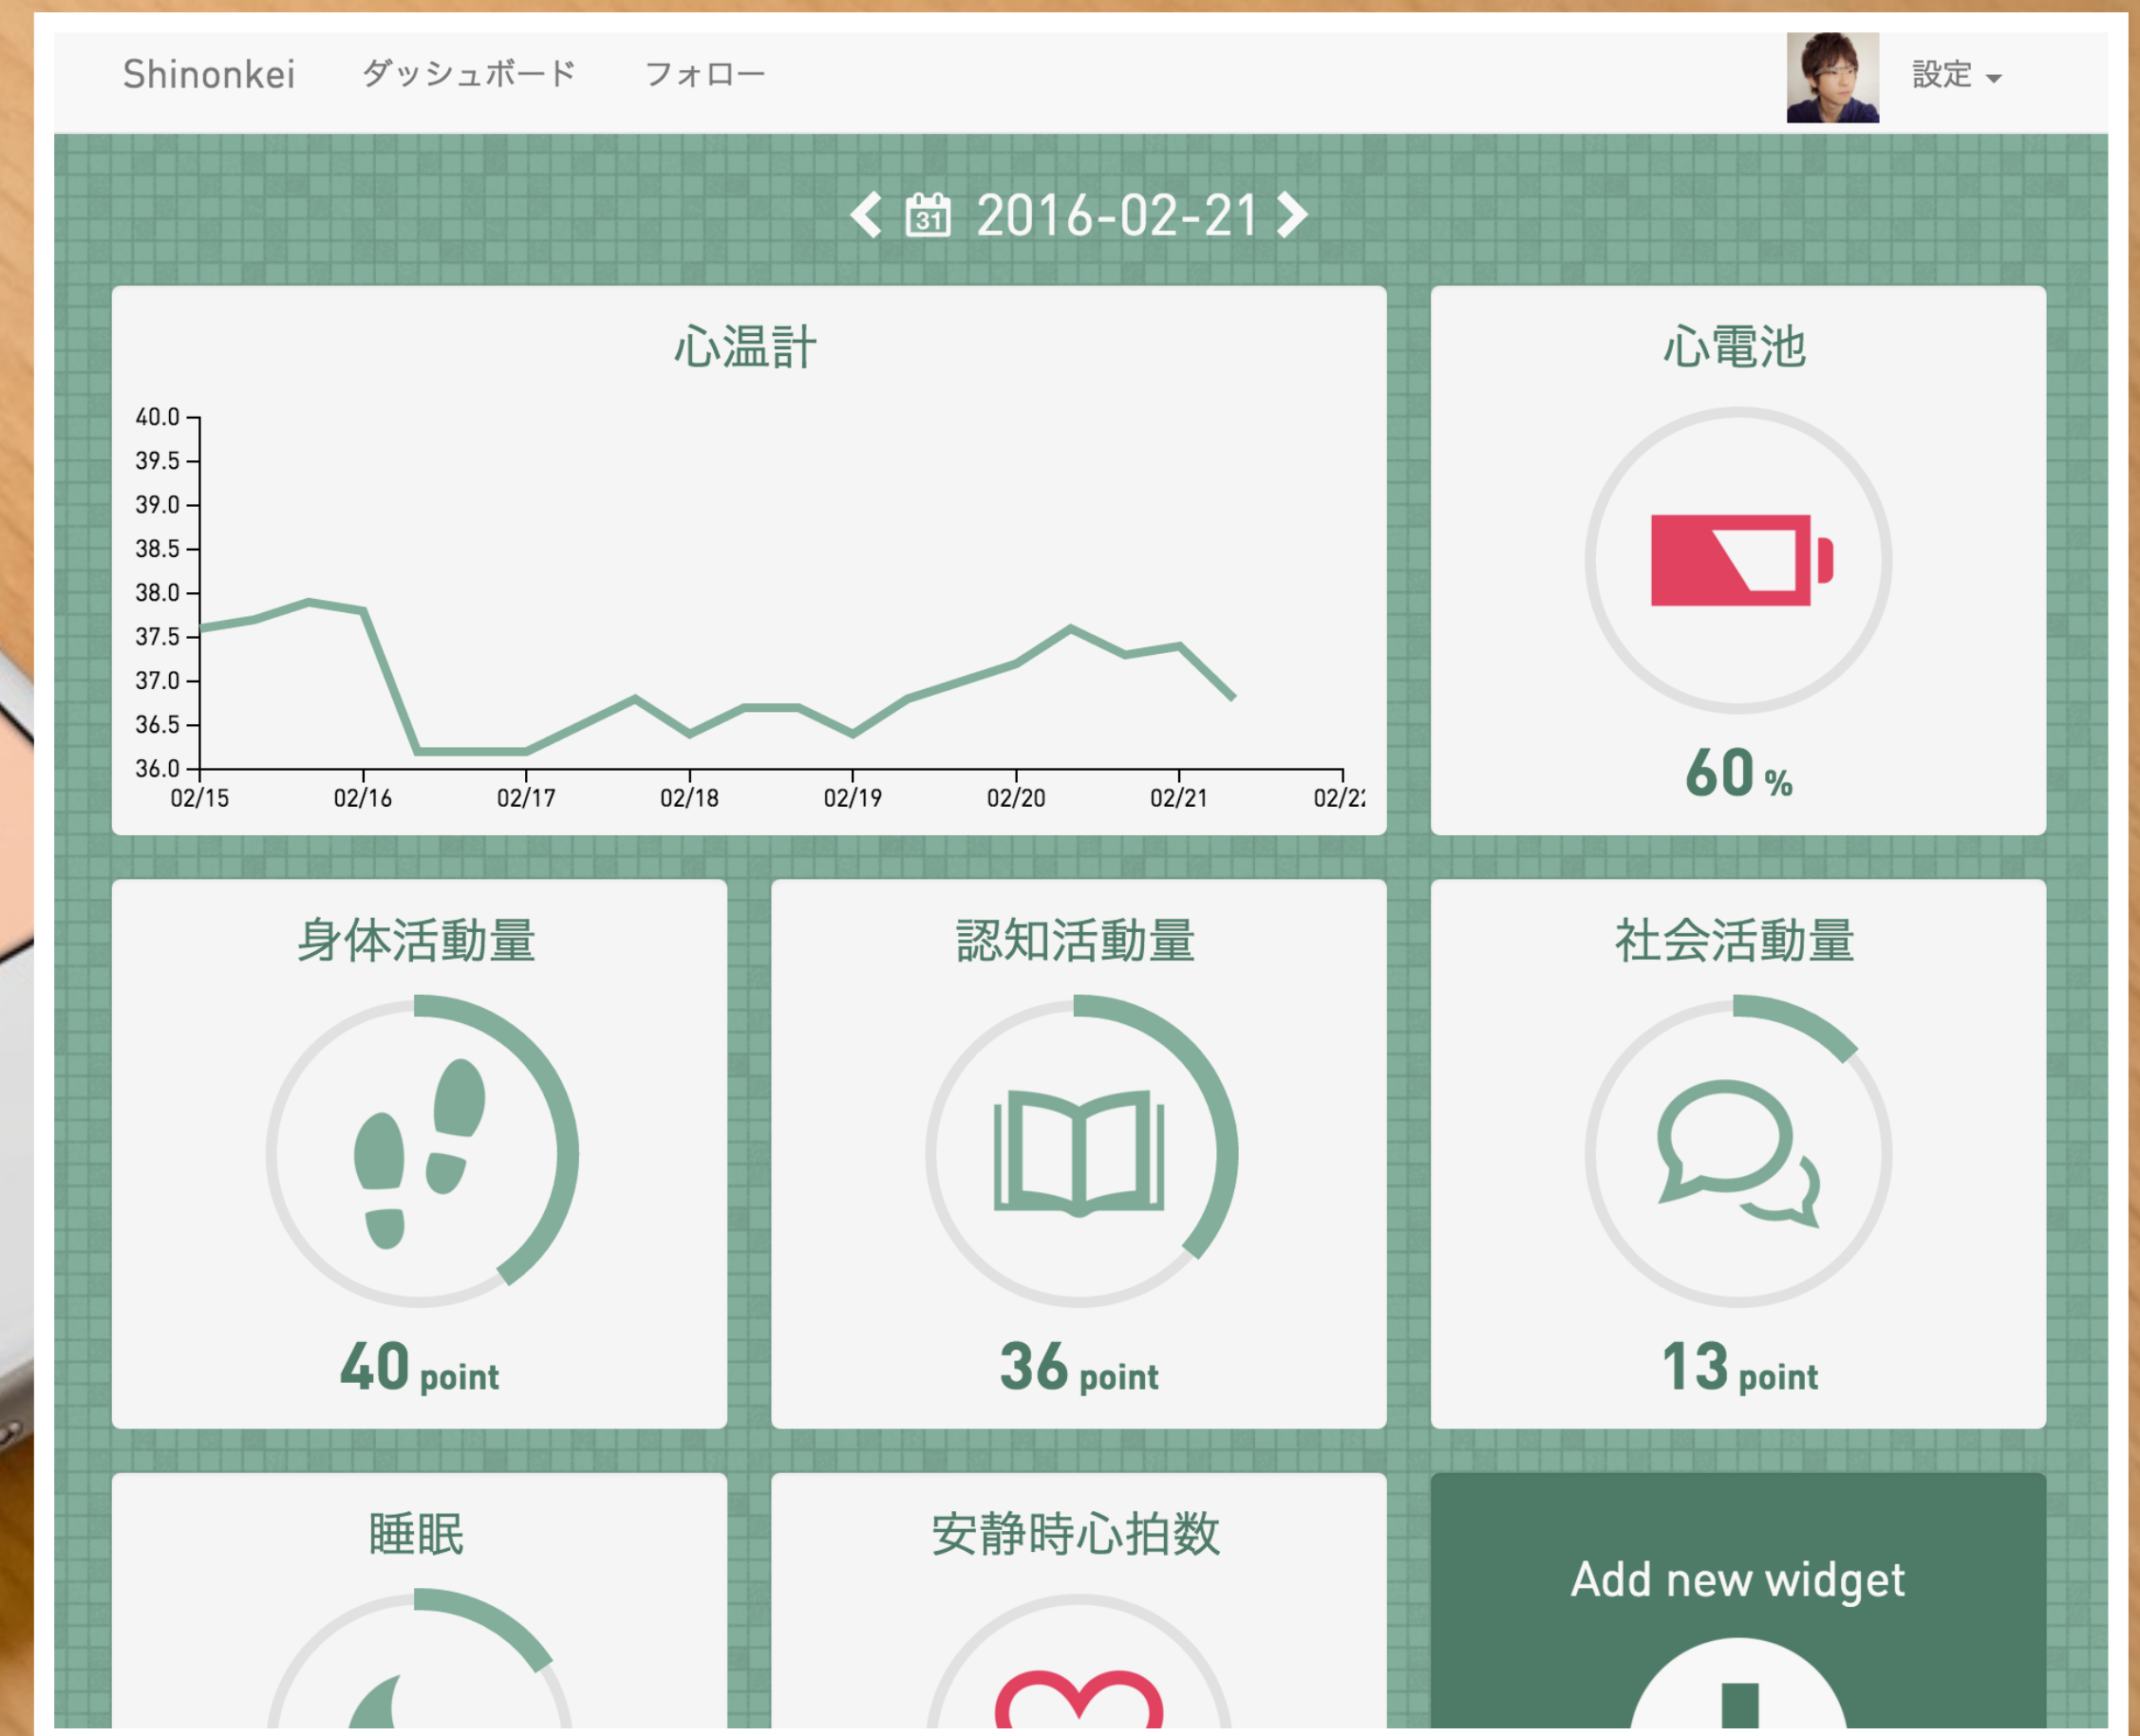 Shinonkei ダッシュボード フォロー 設定
31 2016-02-21
心温計
40.0
39.5
39.0
38.5
38.0
37.5
37.0
36.5
36.0
02/15 02/16 02/17 02/18 02/19 02/20 02/21
心電池
60 %
身体活動量
40 point
認知活動量
36 point
社会活動量
13 point
睡眠
安静時心拍数
Add new widget